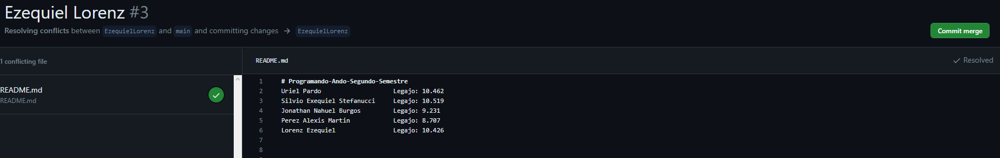 Ezequiel Lorenz #3
Resolving conflicts between EzequielLorenz and main and committing changes → EzequielLorenz
Commit merge
1 conflicting file
README.md
README.md
README.md
Resolved
1 # Programando-Ando-Segundo-Semestre
2 Uriel Pardo Legajo: 10.462
3 Silvio Exequiel Stefanucci Legajo: 10.519
4 Jonathan Nahuel Burgos Legajo: 9.231
5 Perez Alexis Martin Legajo: 8.707
6 Lorenz Ezequiel Legajo: 10.426
7
8